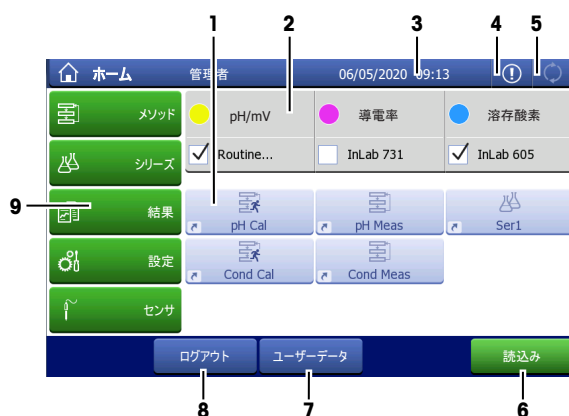 1 2 3 4 5
ホーム 管理者 06/05/2020 09:13
メソッド pH/mV 導電率 溶存酸素
シリーズ Routine... InLab 731 InLab 605
9 結果 pH Cal pH Meas Ser1
設定 Cond Cal Cond Meas
センサ
ログアウト ユーザーデータ 読込み
8 7 6